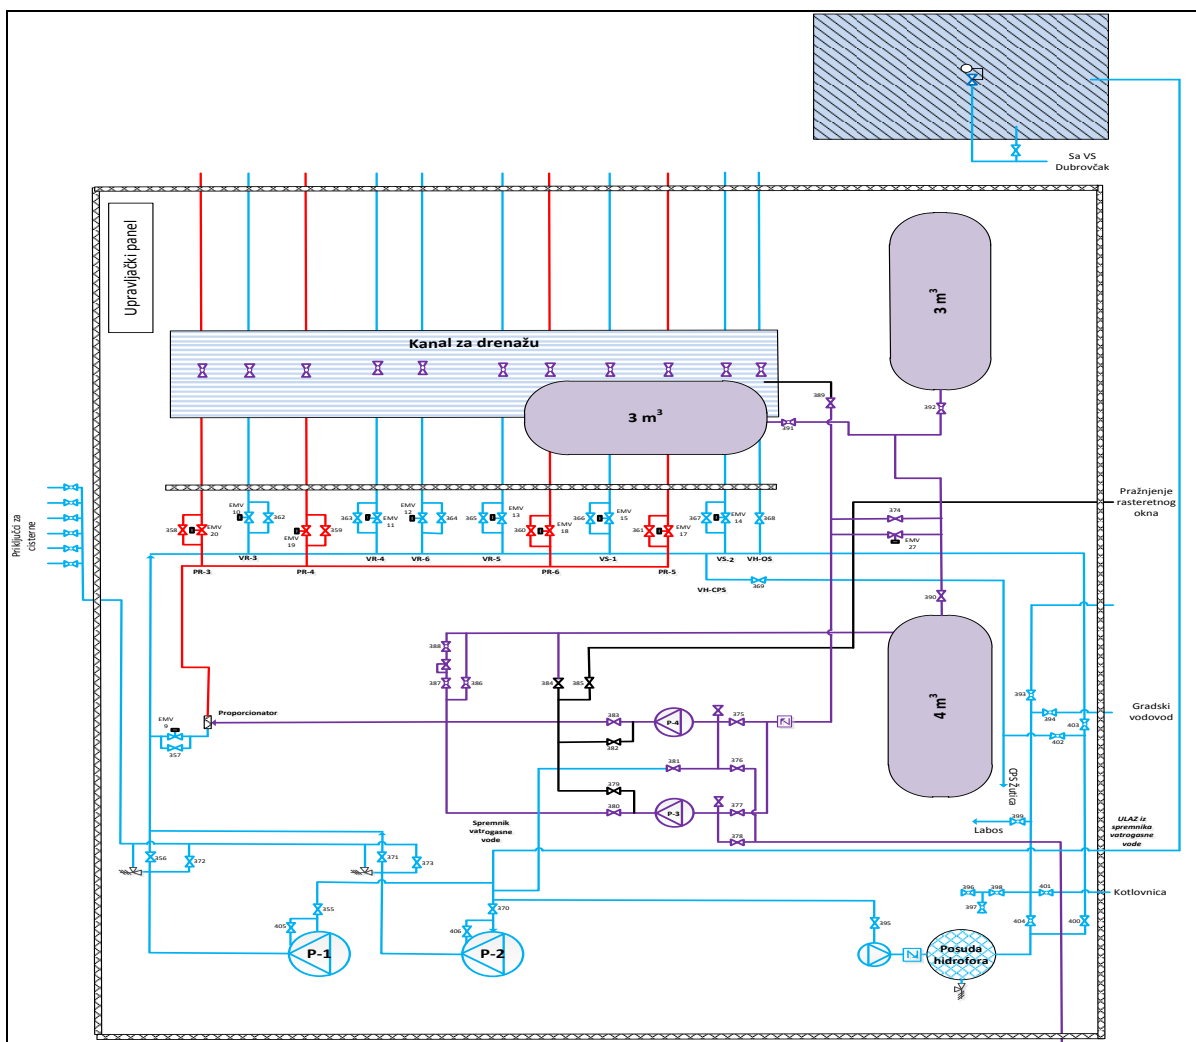 Sa VS
Dubrovčak
Upravljački panel
3 m³
Kanal za drenažu
3 m³
389
392
391
Pražnjenje
rasteretnog
okna
Priključci za
cisterne
358
EMV
20
EMV
10
362
EMV
19
359
363
EMV
11
EMV
12
364
365
EMV
13
360
EMV
18
366
EMV
15
361
EMV
17
367
EMV
14
368
374
EMV
27
PR-3
VR-3
PR-4
VR-4
VR-6
VR-5
PR-6
VS-1
PR-5
VS-2
VH-OS
VH-CPS
369
390
388
387
386
384
385
4 m³
393
394
403
402
Gradski
vodovod
EMV
9
357
Proporcionator
383
382
P-4
375
381
376
379
380
P-3
377
378
CPS Žutica
Labos
399
Spremnik
vatrogasne
vode
ULAZ iz
spremnika
vatrogasne
vode
356
372
371
373
355
405
P-1
370
406
P-2
395
Posuda
hidrofora
396
398
397
401
404
400
Kotlovnica